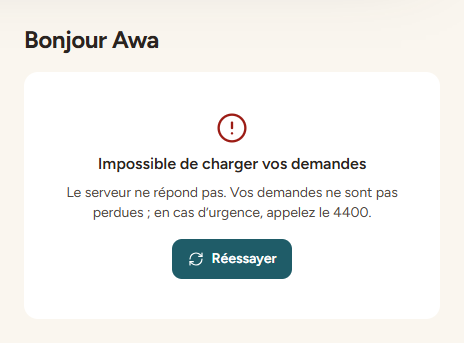 Bonjour Awa
Impossible de charger vos demandes
Le serveur ne répond pas. Vos demandes ne sont pas
perdues ; en cas d’urgence, appelez le 4400.
Réessayer